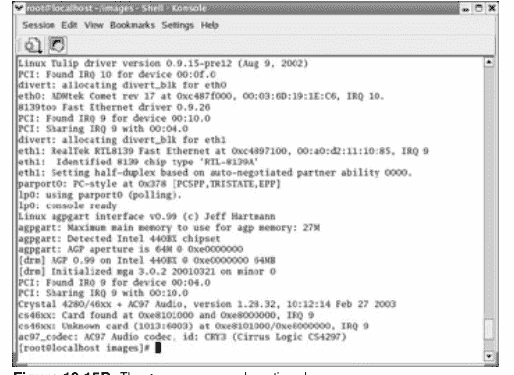 root@localhost:~/images - Shell - Konsole
Session Edit View Bookmarks Settings Help
Linux Tulip driver version 0.9.15-pre12 (Aug 9, 2002)
PCI: Found IRQ 10 for device 00:0f.0
divert: allocating divert_blk for eth0
eth0: ADMtek Comet rev 17 at 0xc487f000, 00:03:6D:19:1E:C6, IRQ 10.
8139too Fast Ethernet driver 0.9.26
PCI: Found IRQ 9 for device 00:10.0
PCI: Sharing IRQ 9 with 00:04.0
divert: allocating divert_blk for eth1
eth1: RealTek RTL8139 Fast Ethernet at 0xc4897100, 00:a0:d2:11:10:85, IRQ 9
eth1:  Identified 8139 chip type 'RTL-8139A'
eth1: Setting half-duplex based on auto-negotiated partner ability 0000.
parport0: PC-style at 0x378 [PCSPP,TRISTATE,EPP]
lp0: using parport0 (polling).
lp0: console ready
Linux agpgart interface v0.99 (c) Jeff Hartmann
agpgart: Maximum main memory to use for agp memory: 27M
agpgart: Detected Intel 440BX chipset
agpgart: AGP aperture is 64M @ 0xe0000000
[drm] AGP 0.99 on Intel 440BX @ 0xe0000000 64MB
[drm] Initialized mga 3.0.2 20010321 on minor 0
PCI: Found IRQ 9 for device 00:04.0
PCI: Sharing IRQ 9 with 00:10.0
Crystal 4280/46xx + AC97 Audio, version 1.28.32, 10:12:14 Feb 27 2003
cs46xx: Card found at 0xe8101000 and 0xe8000000, IRQ 9
cs46xx: Unknown card (1013:6003) at 0xe8101000/0xe8000000, IRQ 9
ac97_codec: AC97 Audio codec, id: CRY3 (Cirrus Logic CS4297)
[root@localhost images]#